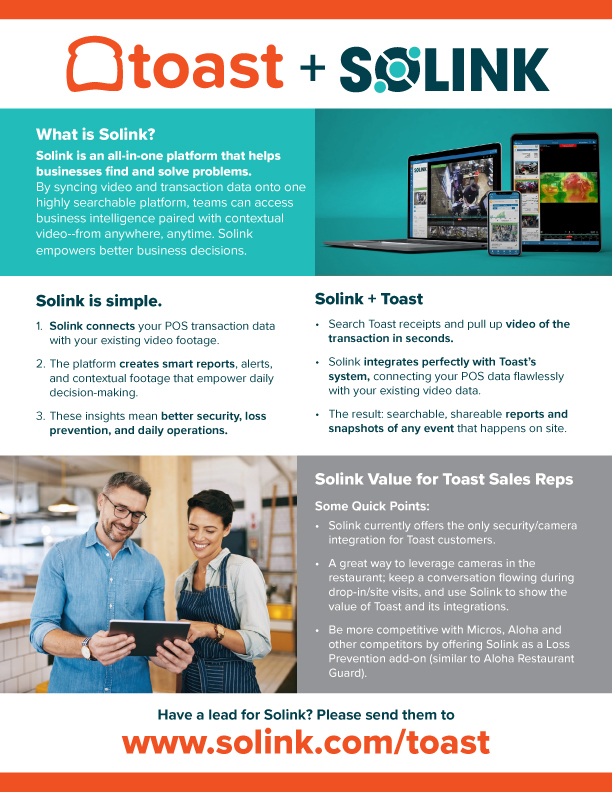 toast + SOLINK
What is Solink?
Solink is an all-in-one platform that helps
businesses find and solve problems.
By syncing video and transaction data onto one
highly searchable platform, teams can access
business intelligence paired with contextual
video--from anywhere, anytime. Solink
empowers better business decisions.
SOLINK
Solink is simple.
1. Solink connects your POS transaction data
with your existing video footage.
2. The platform creates smart reports, alerts,
and contextual footage that empower daily
decision-making.
3. These insights mean better security, loss
prevention, and daily operations.
Solink + Toast
• Search Toast receipts and pull up video of the
transaction in seconds.
• Solink integrates perfectly with Toast's
system, connecting your POS data flawlessly
with your existing video data.
• The result: searchable, shareable reports and
snapshots of any event that happens on site.
Solink Value for Toast Sales Reps
Some Quick Points:
• Solink currently offers the only security/camera
integration for Toast customers.
• A great way to leverage cameras in the
restaurant; keep a conversation flowing during
drop-in/site visits, and use Solink to show the
value of Toast and its integrations.
• Be more competitive with Micros, Aloha and
other competitors by offering Solink as a Loss
Prevention add-on (similar to Aloha Restaurant
Guard).
Have a lead for Solink? Please send them to
www.solink.com/toast